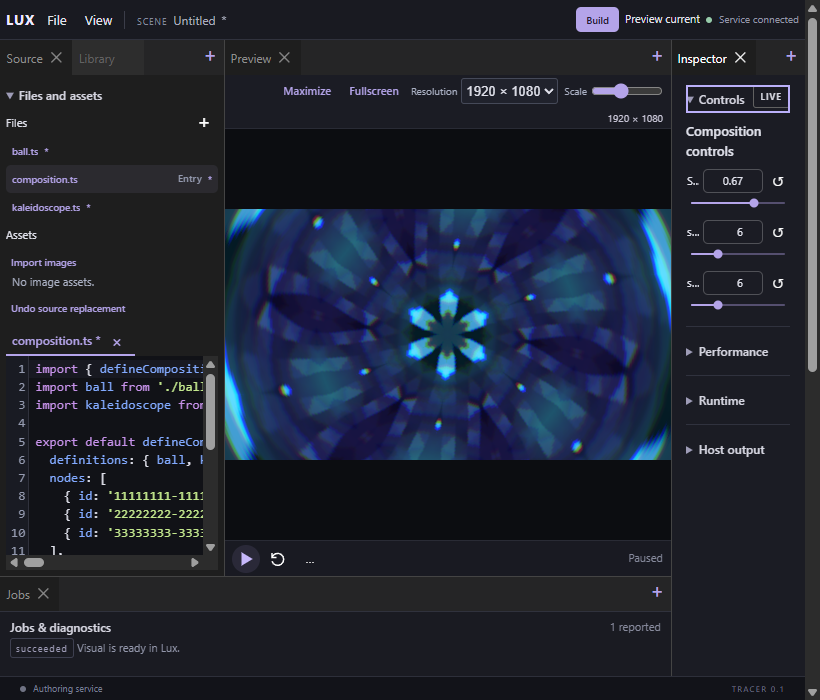 LUX File View SCENE Untitled * Build Preview current Service connected
Source Library + Preview + Inspector +
Files and assets
Files +
ball.ts *
composition.ts Entry *
kaleidoscope.ts *
Assets
Import images
No image assets.
Undo source replacement
composition.ts *
1 import { defineCompositi
2 import ball from './ball
3 import kaleidoscope from
4
5 export default defineCom
6 definitions: { ball, k
7 nodes: [
8 { id: '11111111-1111
9 { id: '22222222-2222
10 { id: '33333333-3333
11 ],
Maximize Fullscreen Resolution 1920 × 1080 Scale
1920 × 1080
... Paused
Controls LIVE
Composition
controls
S... 0.67
s... 6
s... 6
Performance
Runtime
Host output
Jobs +
Jobs & diagnostics 1 reported
succeeded Visual is ready in Lux.
Authoring service TRACER 0.1